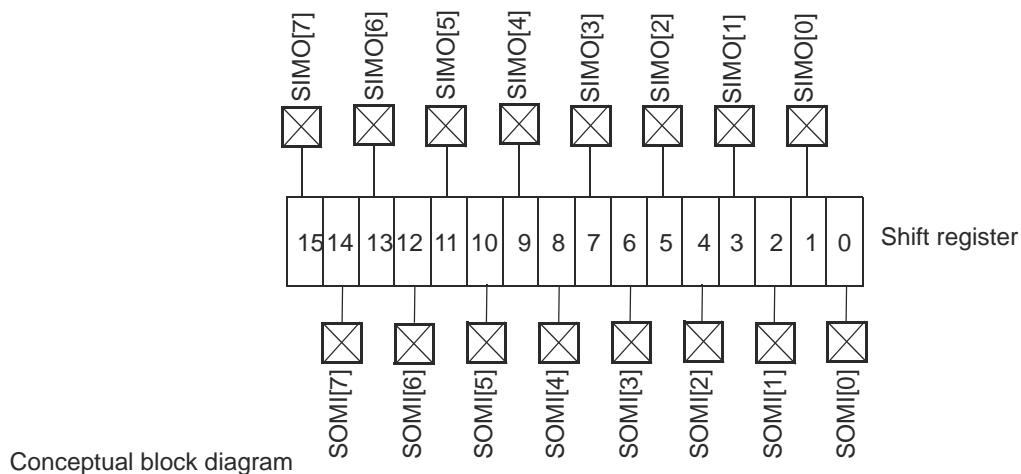 SIMO[7] SIMO[6] SIMO[5] SIMO[4] SIMO[3] SIMO[2] SIMO[1] SIMO[0]
15 14 13 12 11 10 9 8 7 6 5 4 3 2 1 0 Shift register
SOMI[7] SOMI[6] SOMI[5] SOMI[4] SOMI[3] SOMI[2] SOMI[1] SOMI[0]
Conceptual block diagram